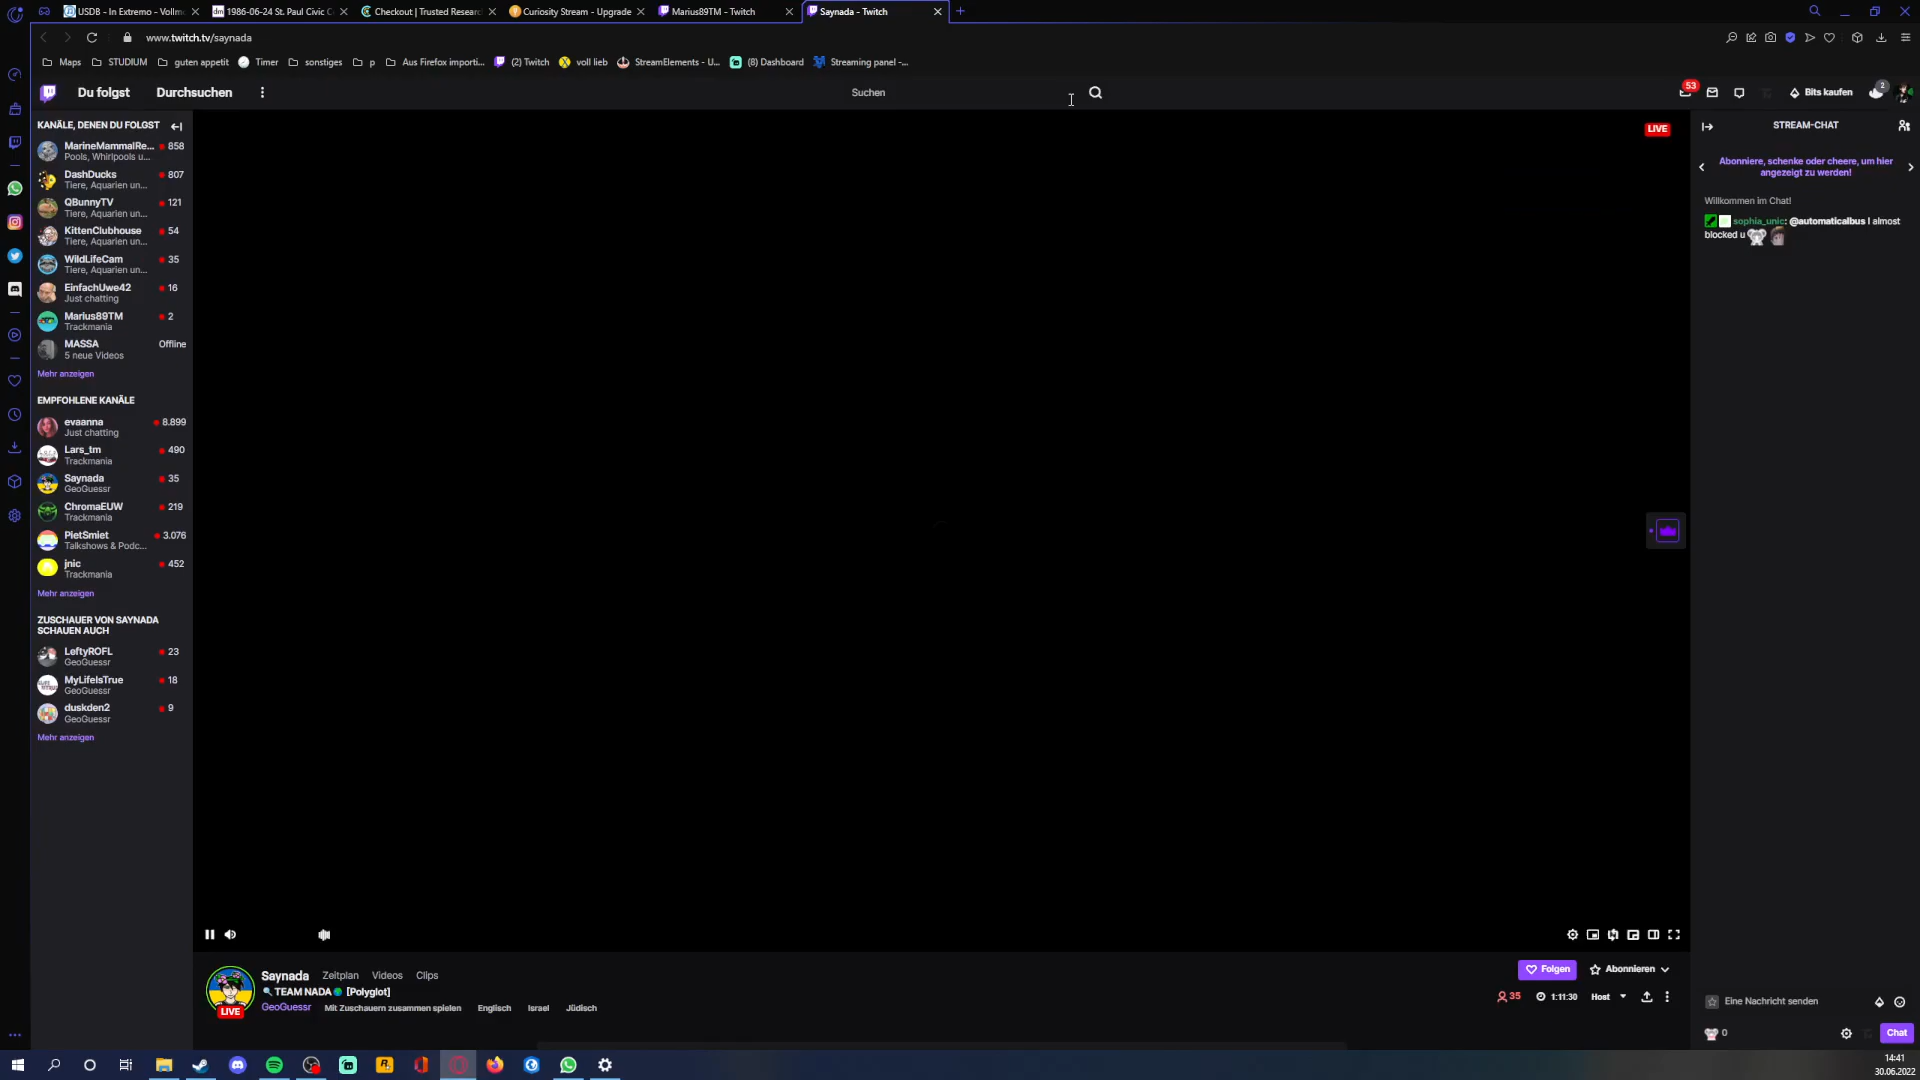 USDB - In Extremo - Vollm
1986-06-24 St. Paul Civic C
Checkout | Trusted Resear
Curiosity Stream - Upgrade
Marius89TM - Twitch
Saynada - Twitch
www.twitch.tv/saynada
Maps
STUDIUM
guten appetit
Timer
sonstiges
p
Aus Firefox importi...
(2) Twitch
voll lieb
StreamElements - U...
(8) Dashboard
Streaming panel -...
Du folgst
Durchsuchen
Suchen
53
Bits kaufen
2
KANÄLE, DENEN DU FOLGST
MarineMammalRe... 858
Pools, Whirlpools u...
DashDucks 807
Tiere, Aquarien un...
QBunnyTV 121
Tiere, Aquarien un...
KittenClubhouse 54
Tiere, Aquarien un...
WildLifeCam 35
Tiere, Aquarien un...
EinfachUwe42 16
Just chatting
Marius89TM 2
Trackmania
MASSA Offline
5 neue Videos
Mehr anzeigen
EMPFOHLENE KANÄLE
evaanna 8.899
Just chatting
Lars_tm 490
Trackmania
Saynada 35
GeoGuessr
ChromaEUW 219
Trackmania
PietSmiet 3.076
Talkshows & Podc...
jnic 452
Trackmania
Mehr anzeigen
ZUSCHAUER VON SAYNADA
SCHAUEN AUCH
LeftyROFL 23
GeoGuessr
MyLifeIsTrue 18
GeoGuessr
duskden2 9
GeoGuessr
Mehr anzeigen
LIVE
Saynada Zeitplan Videos Clips
TEAM NADA [Polyglot]
GeoGuessr Mit Zuschauern zusammen spielen Englisch Israel Jüdisch
LIVE
Folgen
Abonnieren
35 1:11:30 Host
STREAM-CHAT
Abonniere, schenke oder cheere, um hier
angezeigt zu werden!
Willkommen im Chat!
sophia_unic: @automaticalbus I almost
blocked u
Eine Nachricht senden
0
Chat
14:41
30.06.2022